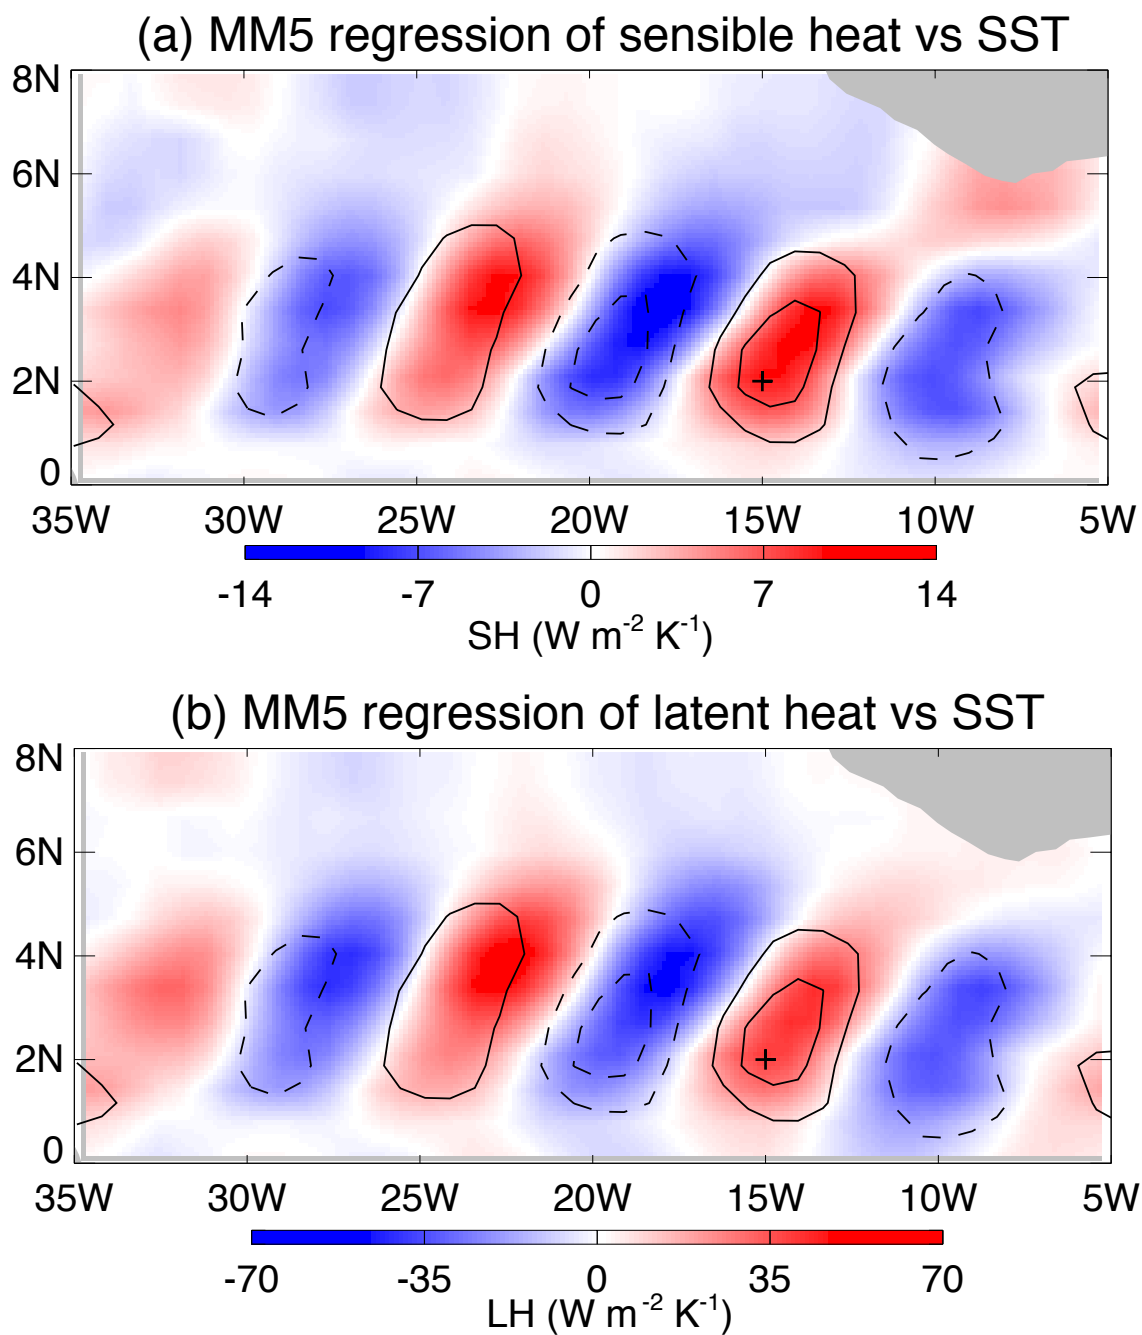 (a) MM5 regression of sensible heat vs SST
8N
6N
4N
2N
0
35W 30W 25W 20W 15W 10W 5W
-14 -7 0 7 14
SH (W m⁻² K⁻¹)
(b) MM5 regression of latent heat vs SST
8N
6N
4N
2N
0
35W 30W 25W 20W 15W 10W 5W
-70 -35 0 35 70
LH (W m⁻² K⁻¹)